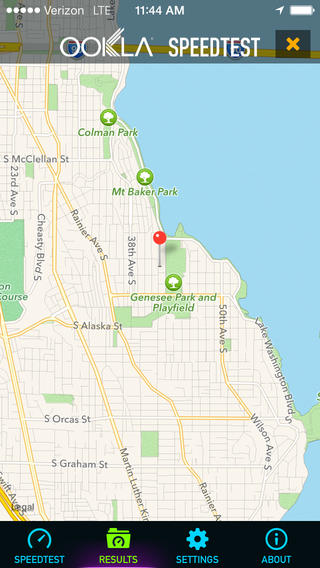 Verizon LTE 11:44 AM
OOKLA® SPEEDTEST
Colman Park
S McClellan St
23rd Ave S
Mt Baker Park
Cheasty Blvd S
Rainier Ave S
38th Ave S
on
course
Genesee Park and
Playfield
50th Ave S
S Alaska St
Lake Washington Blvd S
S Orcas St
Wilson Ave S
S Graham St
Martin Luther King
Rainier Ave
Legal
SPEEDTEST RESULTS SETTINGS ABOUT